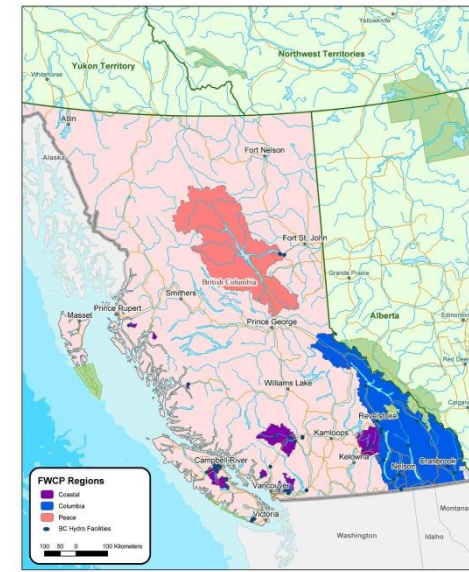 Yellowknife
Northwest Territories
Yukon Territory
Whitehorse
Atlin
Alaska
Fort Nelson
Fort St. John
British Columbia
Grande Prairie
Smithers
Prince Rupert
Masset
Prince George
Alberta
Edmonton
Red Deer
Williams Lake
Calgary
Revelstoke
Kamloops
Kelowna
Cranbrook
Nelson
Campbell River
Vancouver
Victoria
Washington
Idaho
Montana
FWCP Regions
Coastal
Columbia
Peace
BC Hydro Facilities
100 50 0 100 Kilometers